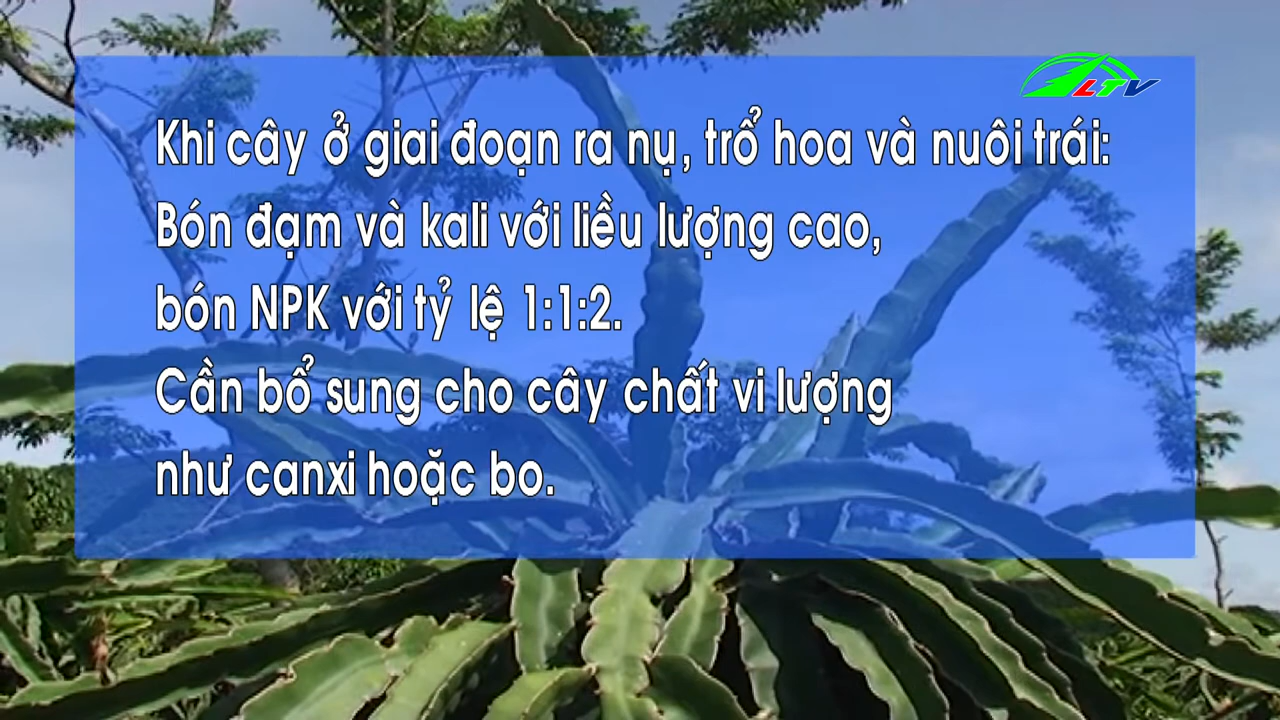 LTV
Khi cây ở giai đoạn ra nụ, trổ hoa và nuôi trái:
Bón đạm và kali với liều lượng cao,
bón NPK với tỷ lệ 1:1:2.
Cần bổ sung cho cây chất vi lượng
như canxi hoặc bo.